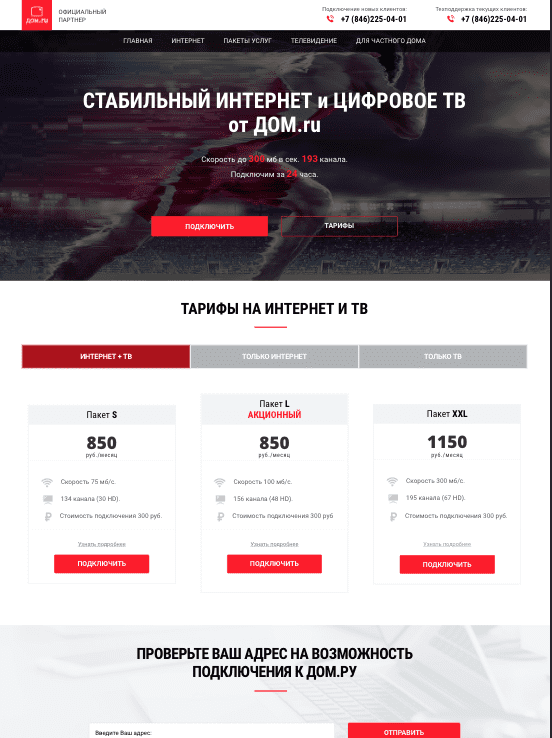 ДОМ.ru
ОФИЦИАЛЬНЫЙ
ПАРТНЕР
Подключение новых клиентов:
+7 (846)225-04-01
Техподдержка текущих клиентов:
+7 (846)225-04-01
ГЛАВНАЯ ИНТЕРНЕТ ПАКЕТЫ УСЛУГ ТЕЛЕВИДЕНИЕ ДЛЯ ЧАСТНОГО ДОМА
СТАБИЛЬНЫЙ ИНТЕРНЕТ и ЦИФРОВОЕ ТВ
от ДОМ.ru
Скорость до 300 мб в сек. 193 канала.
Подключим за 24 часа.
ПОДКЛЮЧИТЬ ТАРИФЫ
ТАРИФЫ НА ИНТЕРНЕТ И ТВ
ИНТЕРНЕТ + ТВ ТОЛЬКО ИНТЕРНЕТ ТОЛЬКО ТВ
Пакет S
850
руб./месяц
Скорость 75 мб/с.
134 канала (30 HD).
Стоимость подключения 300 руб.
Узнать подробнее
ПОДКЛЮЧИТЬ
Пакет L
АКЦИОННЫЙ
850
руб./месяц
Скорость 100 мб/с.
156 канала (48 HD).
Стоимость подключения 300 руб
Узнать подробнее
ПОДКЛЮЧИТЬ
Пакет XXL
1150
руб./месяц
Скорость 300 мб/с.
195 канала (67 HD).
Стоимость подключения 300 руб.
Узнать подробнее
ПОДКЛЮЧИТЬ
ПРОВЕРЬТЕ ВАШ АДРЕС НА ВОЗМОЖНОСТЬ
ПОДКЛЮЧЕНИЯ К ДОМ.РУ
Введите Ваш адрес:
ОТПРАВИТЬ